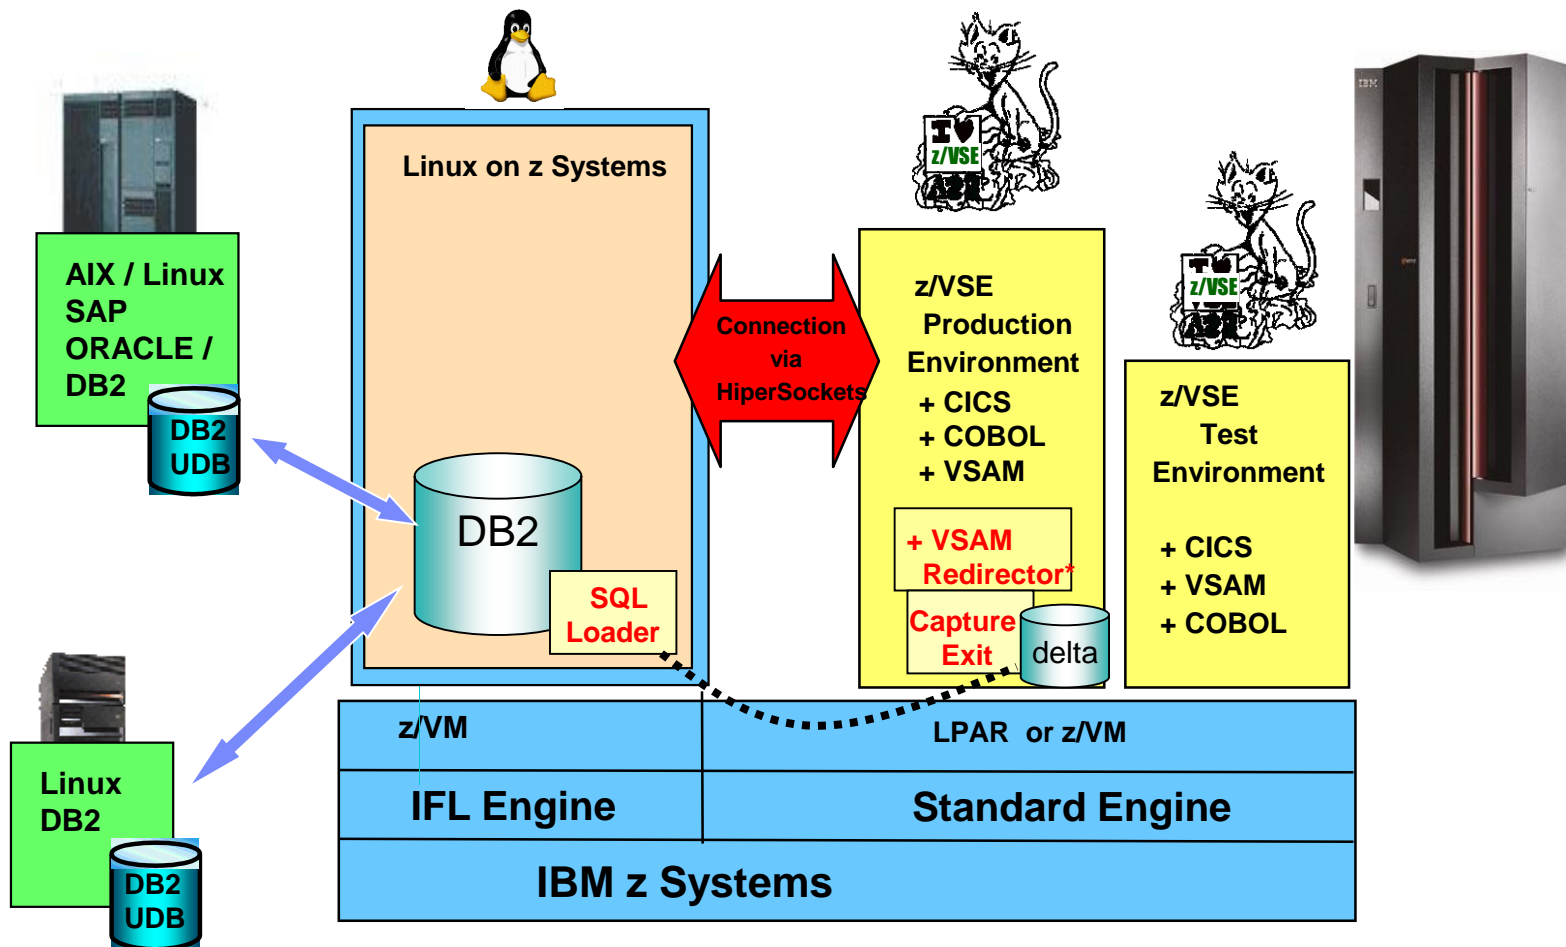 IBM
I ♥
z/VSE
z/VSE
Linux on z Systems
AIX / Linux
SAP
ORACLE /
DB2
DB2
UDB
Connection
via
HiperSockets
z/VSE
Production
Environment
+ CICS
+ COBOL
+ VSAM
+ VSAM
Redirector*
Capture
Exit
delta
z/VSE
Test
Environment
+ CICS
+ VSAM
+ COBOL
DB2
SQL
Loader
Linux
DB2
DB2
UDB
z/VM
LPAR or z/VM
IFL Engine
Standard Engine
IBM z Systems